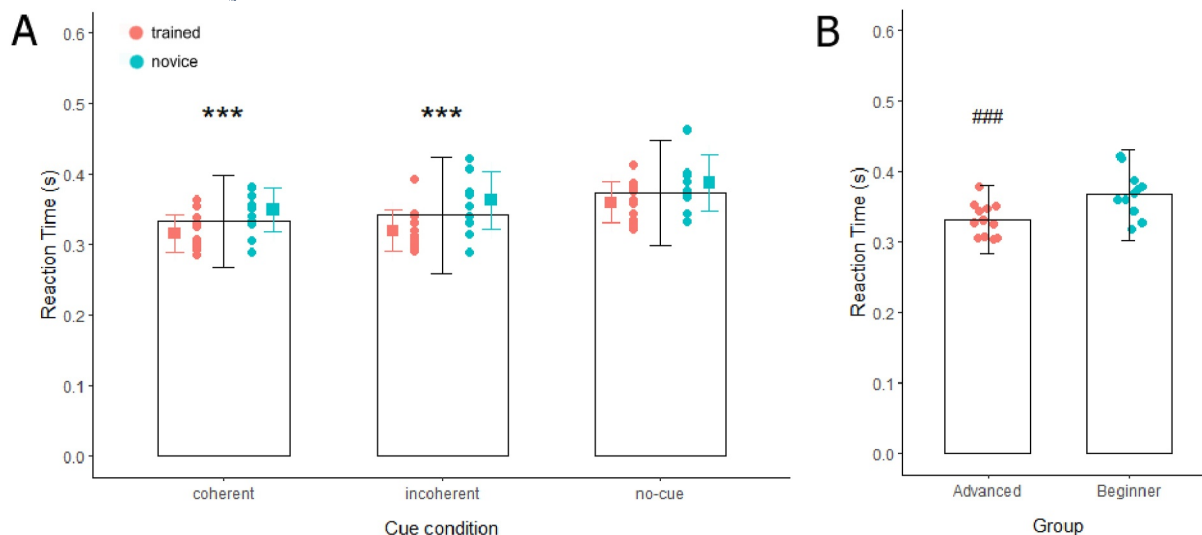 A
trained
novice
0.6
0.5
0.4
0.3
0.2
0.1
0.0
***
***
Reaction Time (s)
coherent incoherent no-cue
Cue condition
B
0.6
0.5
0.4
0.3
0.2
0.1
0.0
###
Reaction Time (s)
Advanced Beginner
Group